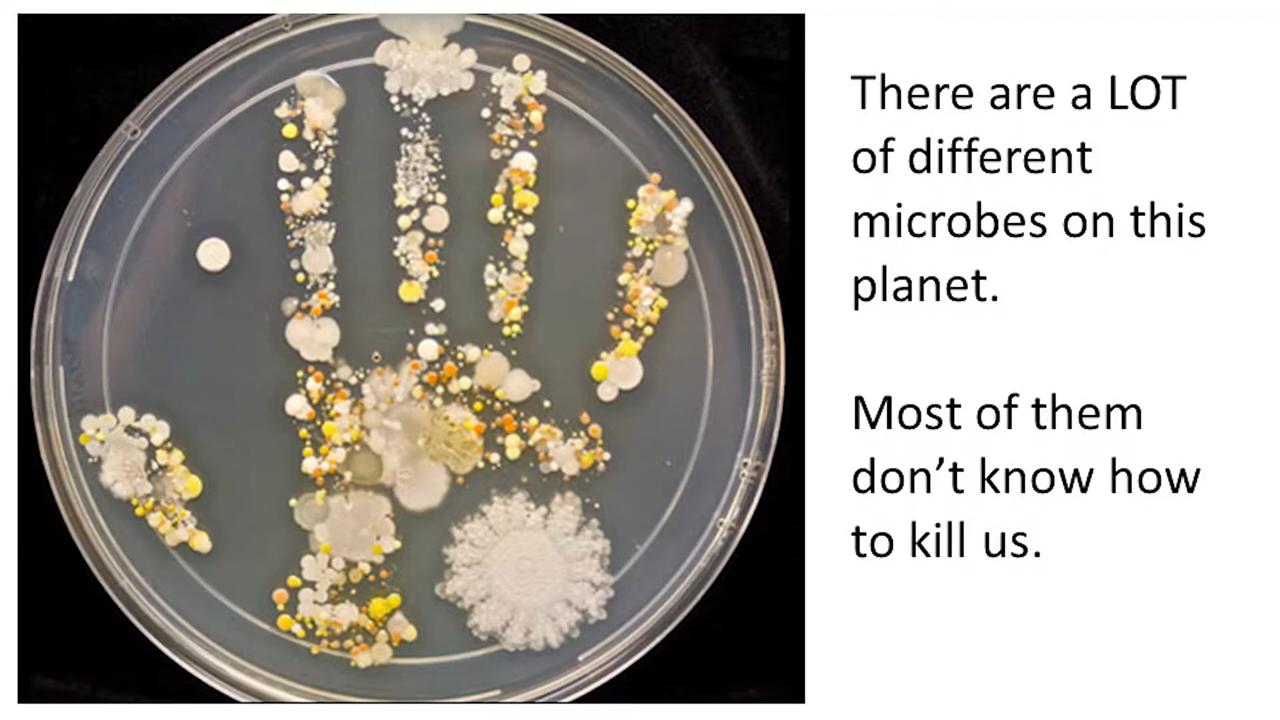 There are a LOT
of different
microbes on this
planet.
Most of them
don’t know how
to kill us.